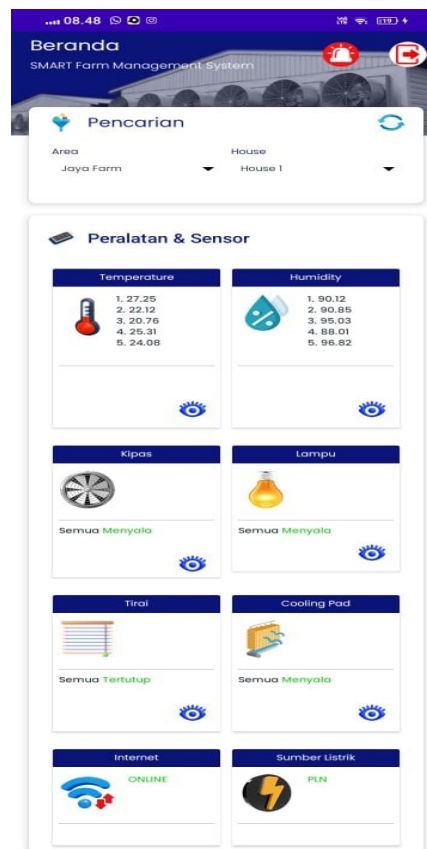 08.48
119
Beranda
SMART Farm Management System
Pencarian
Area
House
Jaya Farm
House 1
Peralatan & Sensor
Temperature
1. 27.25
2. 22.12
3. 20.76
4. 25.31
5. 24.08
Humidity
1. 90.12
2. 90.85
3. 95.03
4. 88.01
5. 96.82
Kipas
Semua Menyala
Lampu
Semua Menyala
Tirai
Semua Tertutup
Cooling Pad
Semua Menyala
Internet
ONLINE
Sumber Listrik
PLN